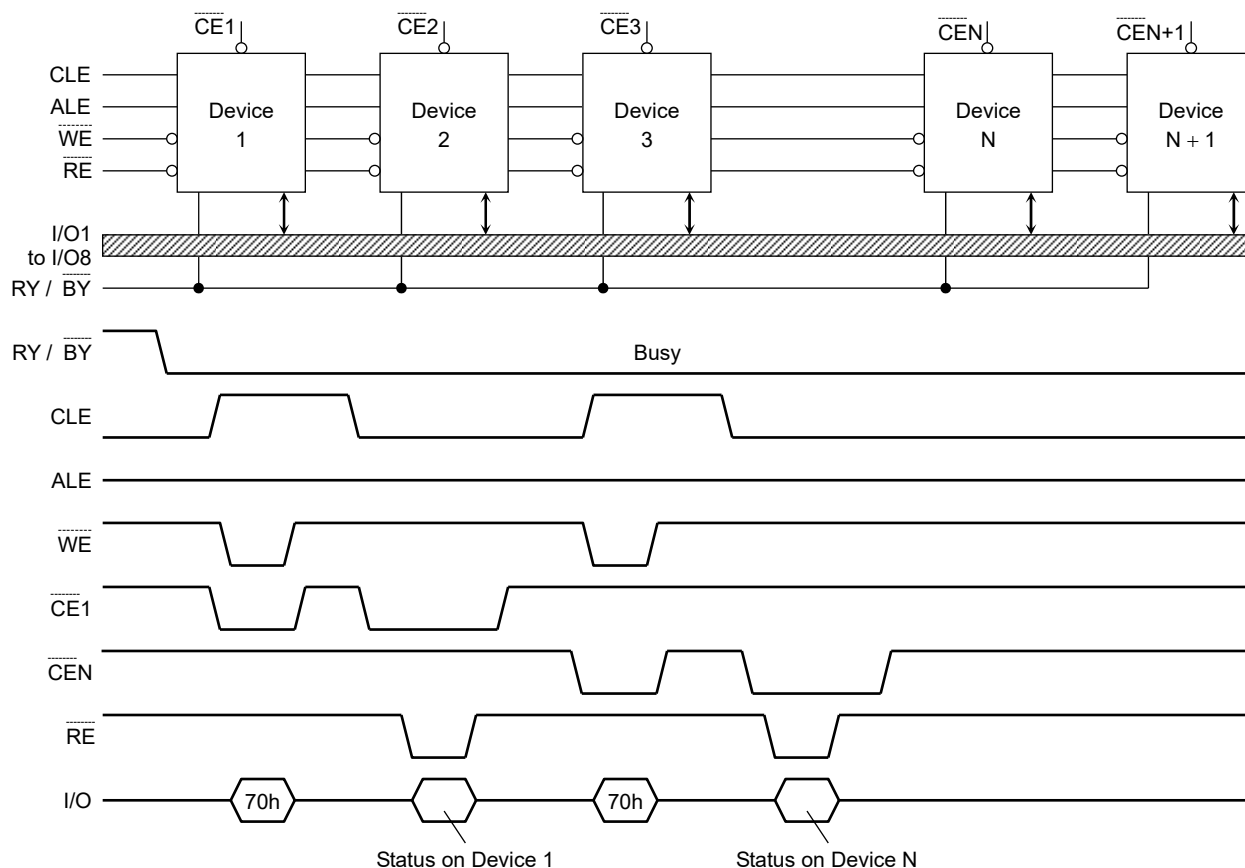 CE1 CE2 CE3 CEN CEN+1
CLE
ALE
WE
RE
Device 1
Device 2
Device 3
Device N
Device N + 1
I/O1
to I/O8
RY / BY
RY / BY
Busy
CLE
ALE
WE
CE1
CEN
RE
I/O
70h
70h
Status on Device 1
Status on Device N